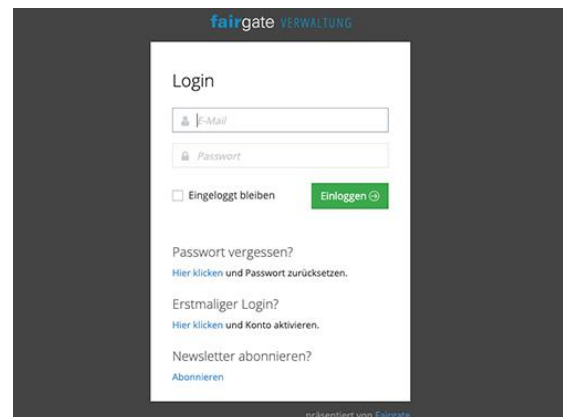 fairgate VERWALTUNG
Login
E-Mail
Passwort
Eingeloggt bleiben
Einloggen
Passwort vergessen?
Hier klicken und Passwort zurücksetzen.
Erstmaliger Login?
Hier klicken und Konto aktivieren.
Newsletter abonnieren?
Abonnieren
präsentiert von Fairgate